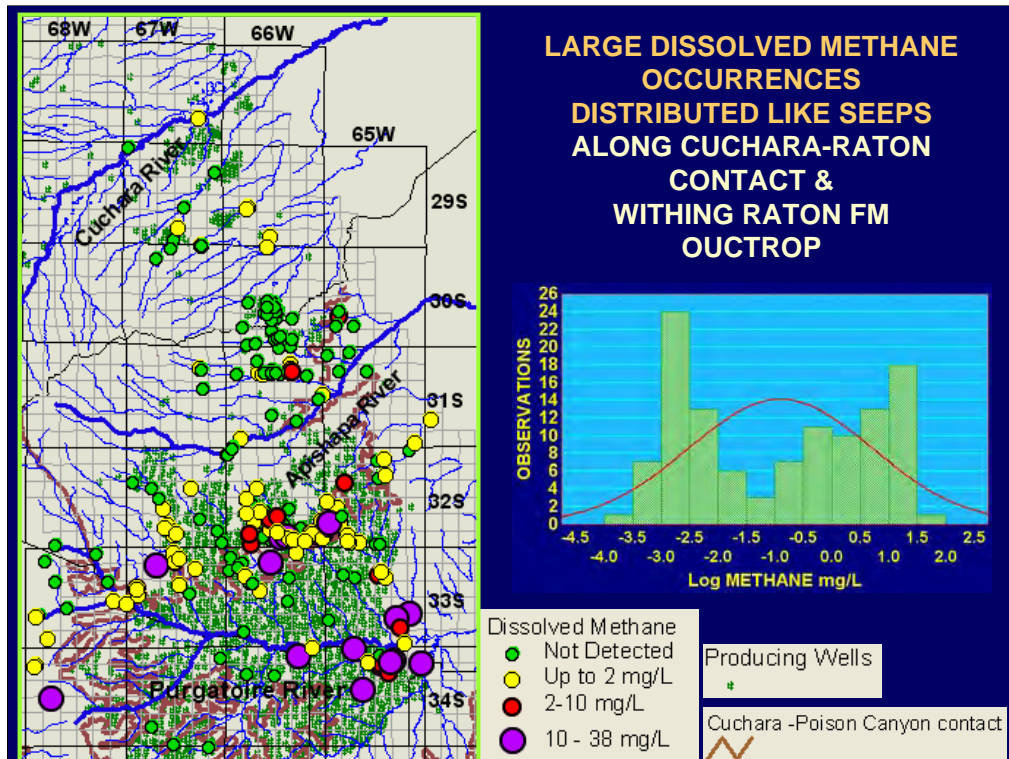 68W 67W
66W
65W
Cuchara River
29S
30S
31S
Apishapa River
32S
33S
Purgatoire River
34S
LARGE DISSOLVED METHANE
OCCURRENCES
DISTRIBUTED LIKE SEEPS
ALONG CUCHARA-RATON
CONTACT &
WITHING RATON FM
OUCTROP
26
24
22
20
18
16
14
12
10
8
6
4
2
0
OBSERVATIONS
-4.5 -3.5 -2.5 -1.5 -0.5 0.5 1.5 2.5
-4.0 -3.0 -2.0 -1.0 0.0 1.0 2.0
Log METHANE mg/L
Dissolved Methane
Not Detected
Up to 2 mg/L
2-10 mg/L
10 - 38 mg/L
Producing Wells
Cuchara -Poison Canyon contact